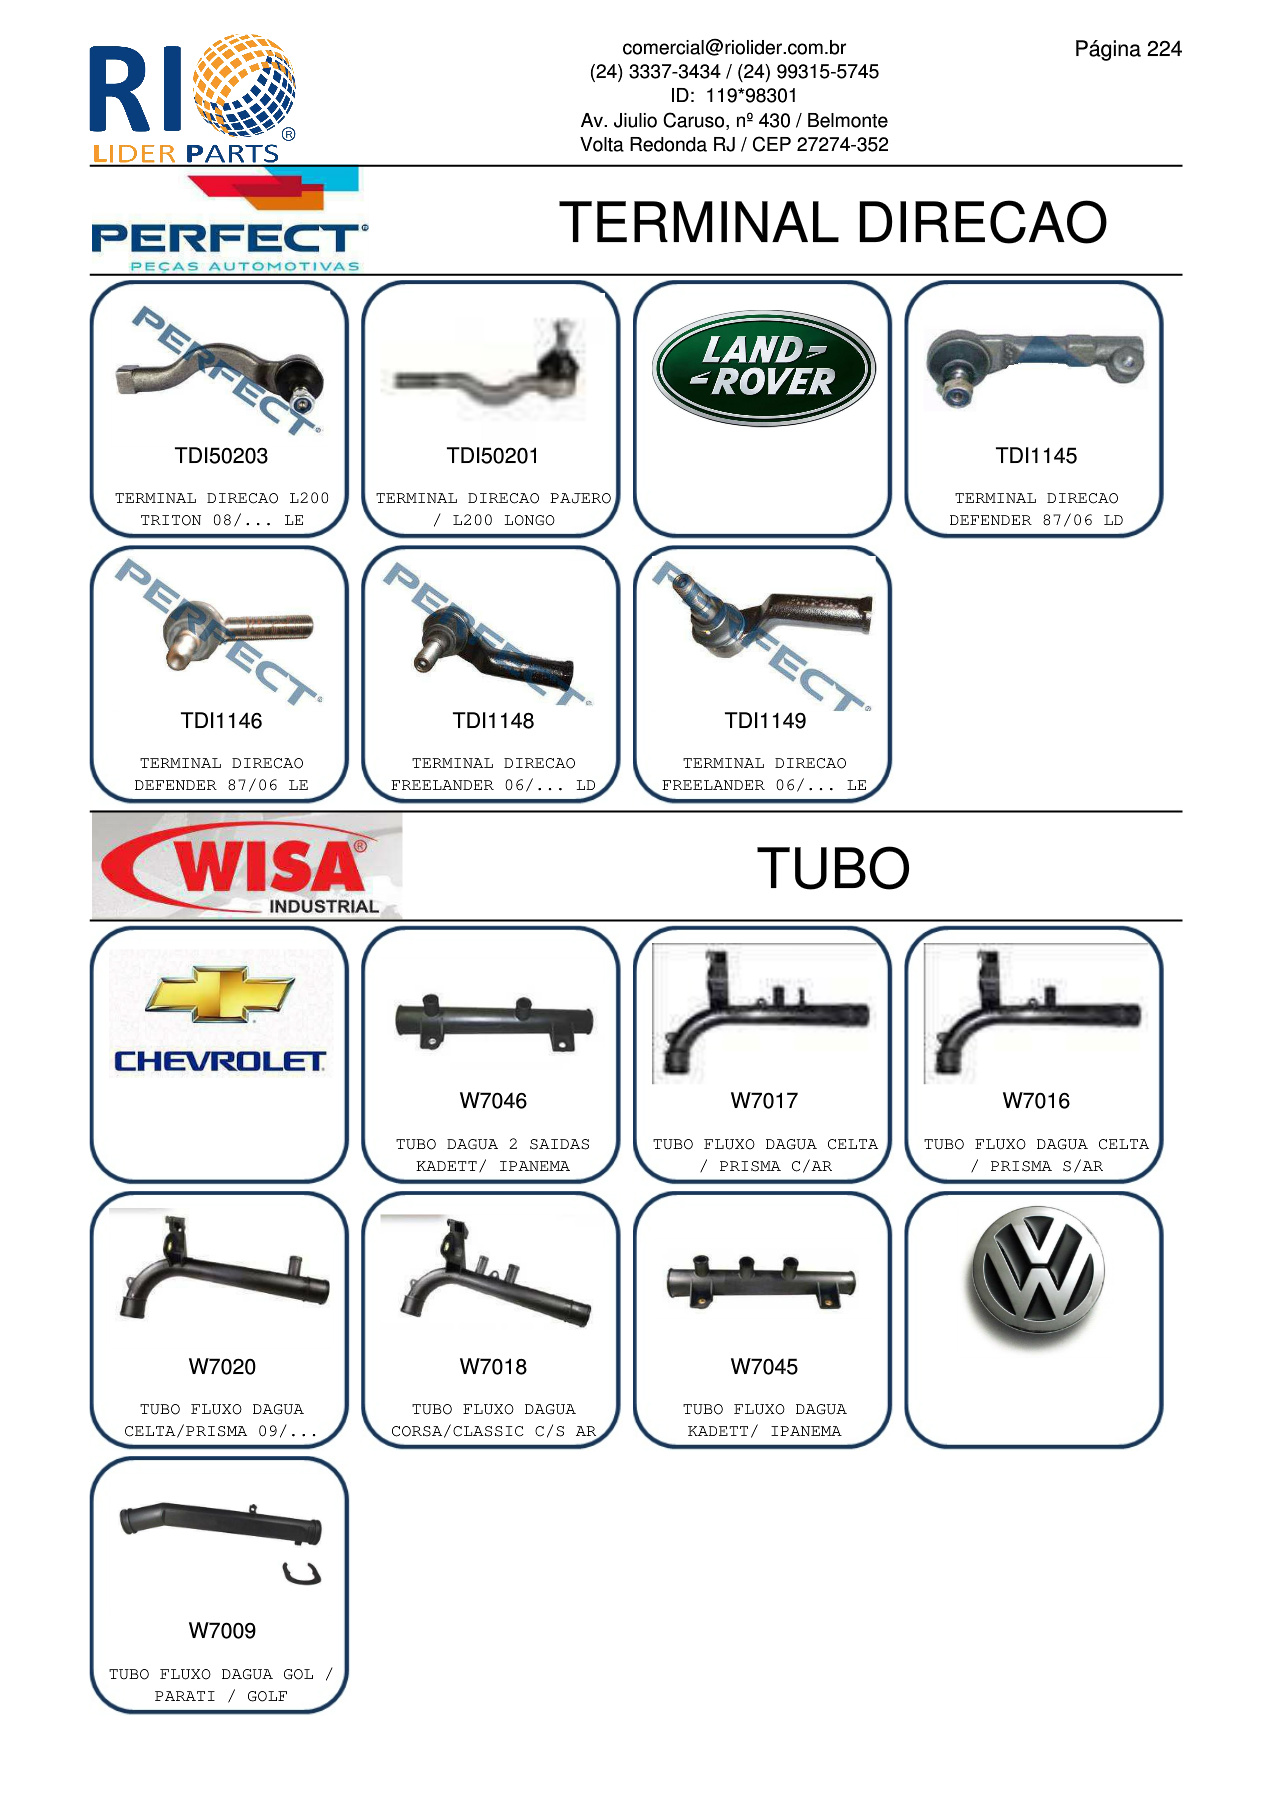 RIO
LIDER PARTS
®
comercial@riolider.com.br
(24) 3337-3434 / (24) 99315-5745
ID: 119*98301
Av. Jiulio Caruso, nº 430 / Belmonte
Volta Redonda RJ / CEP 27274-352
Página 224
PERFECT®
PEÇAS AUTOMOTIVAS
TERMINAL DIRECAO
PERFECT®
TDI50203
TERMINAL DIRECAO L200
TRITON 08/... LE
TDI50201
TERMINAL DIRECAO PAJERO
/ L200 LONGO
LAND-
-ROVER
TDI1145
TERMINAL DIRECAO
DEFENDER 87/06 LD
PERFECT®
TDI1146
TERMINAL DIRECAO
DEFENDER 87/06 LE
PERFECT®
TDI1148
TERMINAL DIRECAO
FREELANDER 06/... LD
PERFECT®
TDI1149
TERMINAL DIRECAO
FREELANDER 06/... LE
WISA®
INDUSTRIAL
TUBO
CHEVROLET
W7046
TUBO DAGUA 2 SAIDAS
KADETT/ IPANEMA
W7017
TUBO FLUXO DAGUA CELTA
/ PRISMA C/AR
W7016
TUBO FLUXO DAGUA CELTA
/ PRISMA S/AR
W7020
TUBO FLUXO DAGUA
CELTA/PRISMA 09/...
W7018
TUBO FLUXO DAGUA
CORSA/CLASSIC C/S AR
W7045
TUBO FLUXO DAGUA
KADETT/ IPANEMA
VW
W7009
TUBO FLUXO DAGUA GOL /
PARATI / GOLF